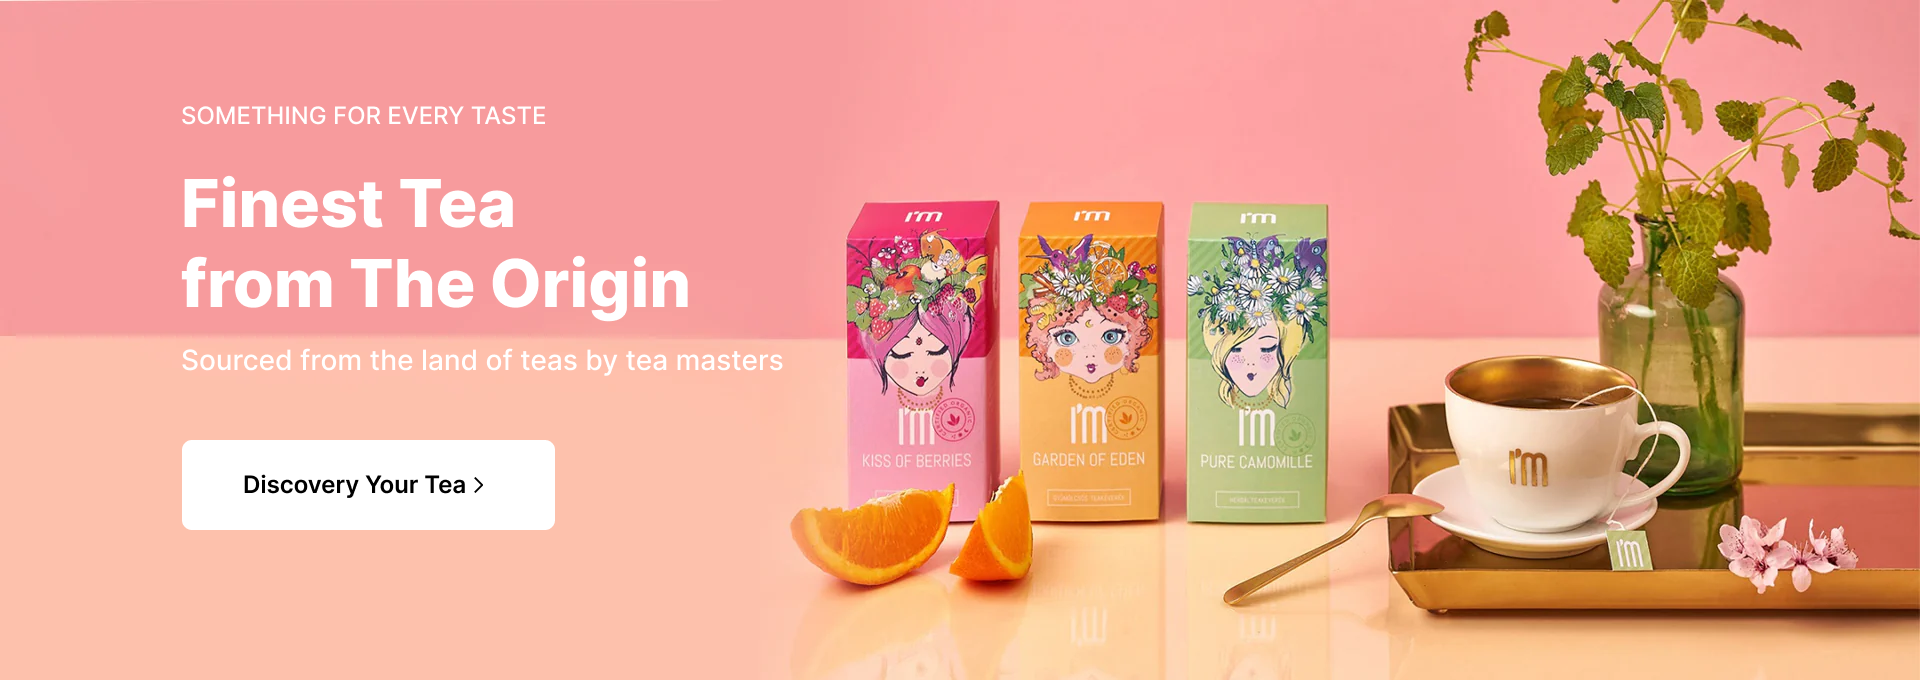 SOMETHING FOR EVERY TASTE
Finest Tea
from The Origin
Sourced from the land of teas by tea masters
Discovery Your Tea >
I'm
I'm
I'm
I'm
I'm
I'm
KISS OF BERRIES
GARDEN OF EDEN
PURE CAMOMILLE
I'm
I'm